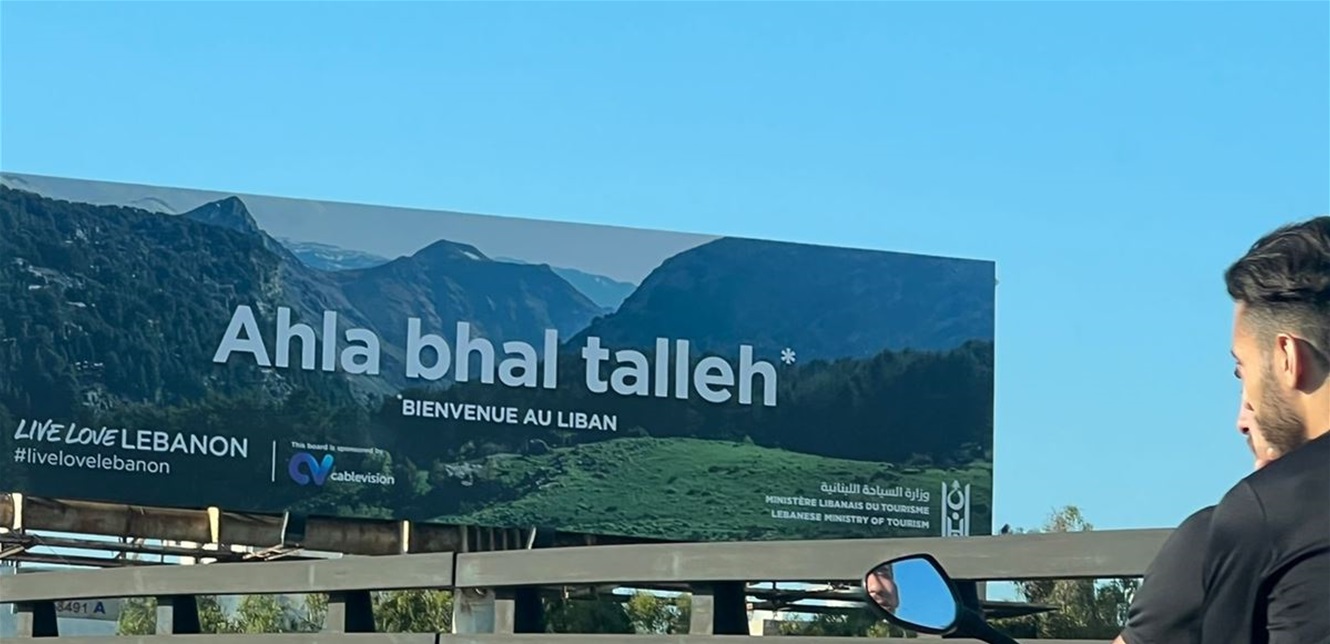 Ahla bhal talleh*
*BIENVENUE AU LIBAN
LIVE LOVE LEBANON
#livelovelebanon
This board is sponsored by
cablevision
وزارة السياحة اللبنانية
MINISTÈRE LIBANAIS DU TOURISME
LEBANESE MINISTRY OF TOURISM
8491 A